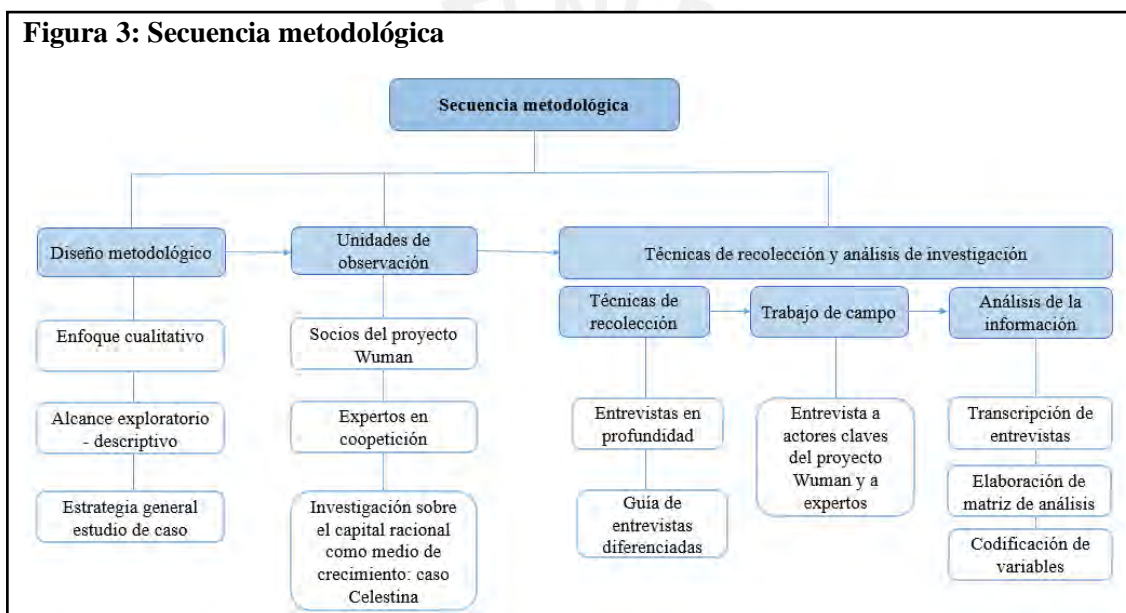 Figura 3: Secuencia metodológica
Secuencia metodológica
Diseño metodológico
Unidades de
observación
Técnicas de recolección y análisis de investigación
Técnicas de
recolección
Trabajo de campo
Análisis de la
información
Enfoque cualitativo
Alcance exploratorio
- descriptivo
Estrategia general
estudio de caso
Socios del proyecto
Wuman
Expertos en
coopetición
Investigación sobre
el capital racional
como medio de
crecimiento: caso
Celestina
Entrevistas en
profundidad
Guía de
entrevistas
diferenciadas
Entrevista a
actores claves
del proyecto
Wuman y a
expertos
Transcripción de
entrevistas
Elaboración de
matriz de análisis
Codificación de
variables